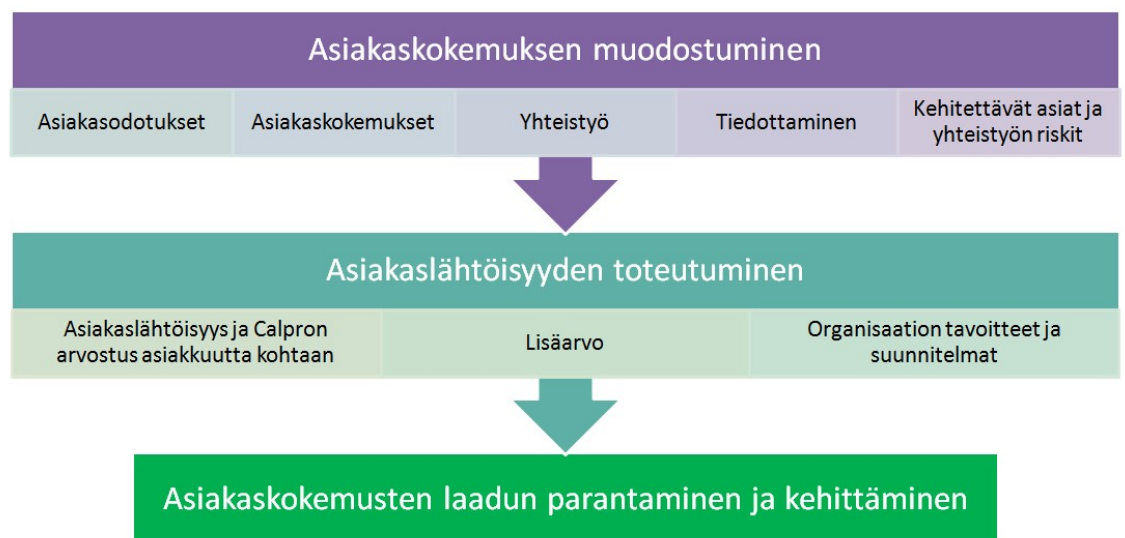 Asiakaskokemuksen muodostuminen
Asiakasodotukset
Asiakaskokemukset
Yhteistyö
Tiedottaminen
Kehitettävät asiat ja
yhteistyön riskit
Asiakaslähtöisyyden toteutuminen
Asiakaslähtöisyys ja Calpron
arvostus asiakkuutta kohtaan
Lisäarvo
Organisaation tavoitteet ja
suunnitelmat
Asiakaskokemusten laadun parantaminen ja kehittäminen